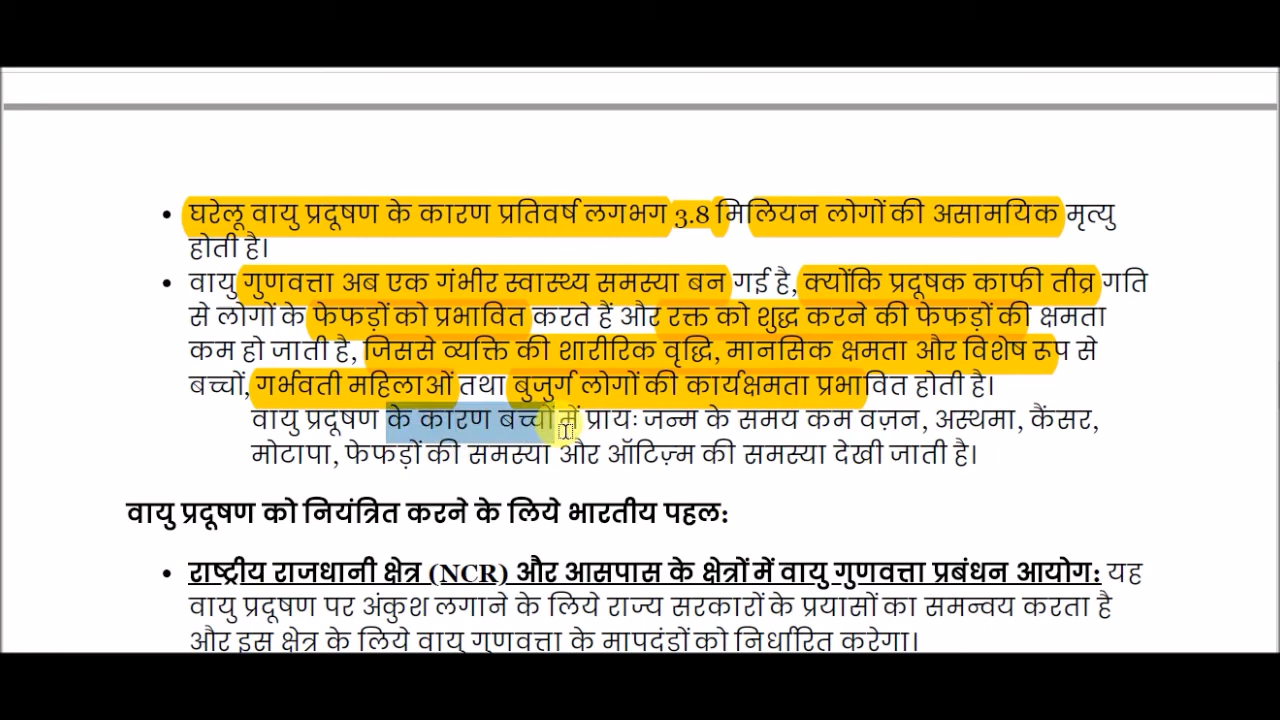 • घरेलू वायु प्रदूषण के कारण प्रतिवर्ष लगभग 3.8 मिलियन लोगों की असामयिक मृत्यु
होती है।
• वायु गुणवत्ता अब एक गंभीर स्वास्थ्य समस्या बन गई है, क्योंकि प्रदूषक काफी तीव्र गति
से लोगों के फेफड़ों को प्रभावित करते हैं और रक्त को शुद्ध करने की फेफड़ों की क्षमता
कम हो जाती है, जिससे व्यक्ति की शारीरिक वृद्धि, मानसिक क्षमता और विशेष रूप से
बच्चों, गर्भवती महिलाओं तथा बुजुर्ग लोगों की कार्यक्षमता प्रभावित होती है।
वायु प्रदूषण के कारण बच्चों में प्रायः जन्म के समय कम वज़न, अस्थमा, कैंसर,
मोटापा, फेफड़ों की समस्या और ऑटिज़्म की समस्या देखी जाती है।
वायु प्रदूषण को नियंत्रित करने के लिये भारतीय पहल:
• राष्ट्रीय राजधानी क्षेत्र (NCR) और आसपास के क्षेत्रों में वायु गुणवत्ता प्रबंधन आयोग: यह
वायु प्रदूषण पर अंकुश लगाने के लिये राज्य सरकारों के प्रयासों का समन्वय करता है
और इस क्षेत्र के लिये वायु गुणवत्ता के मापदंडों को निर्धारित करेगा।